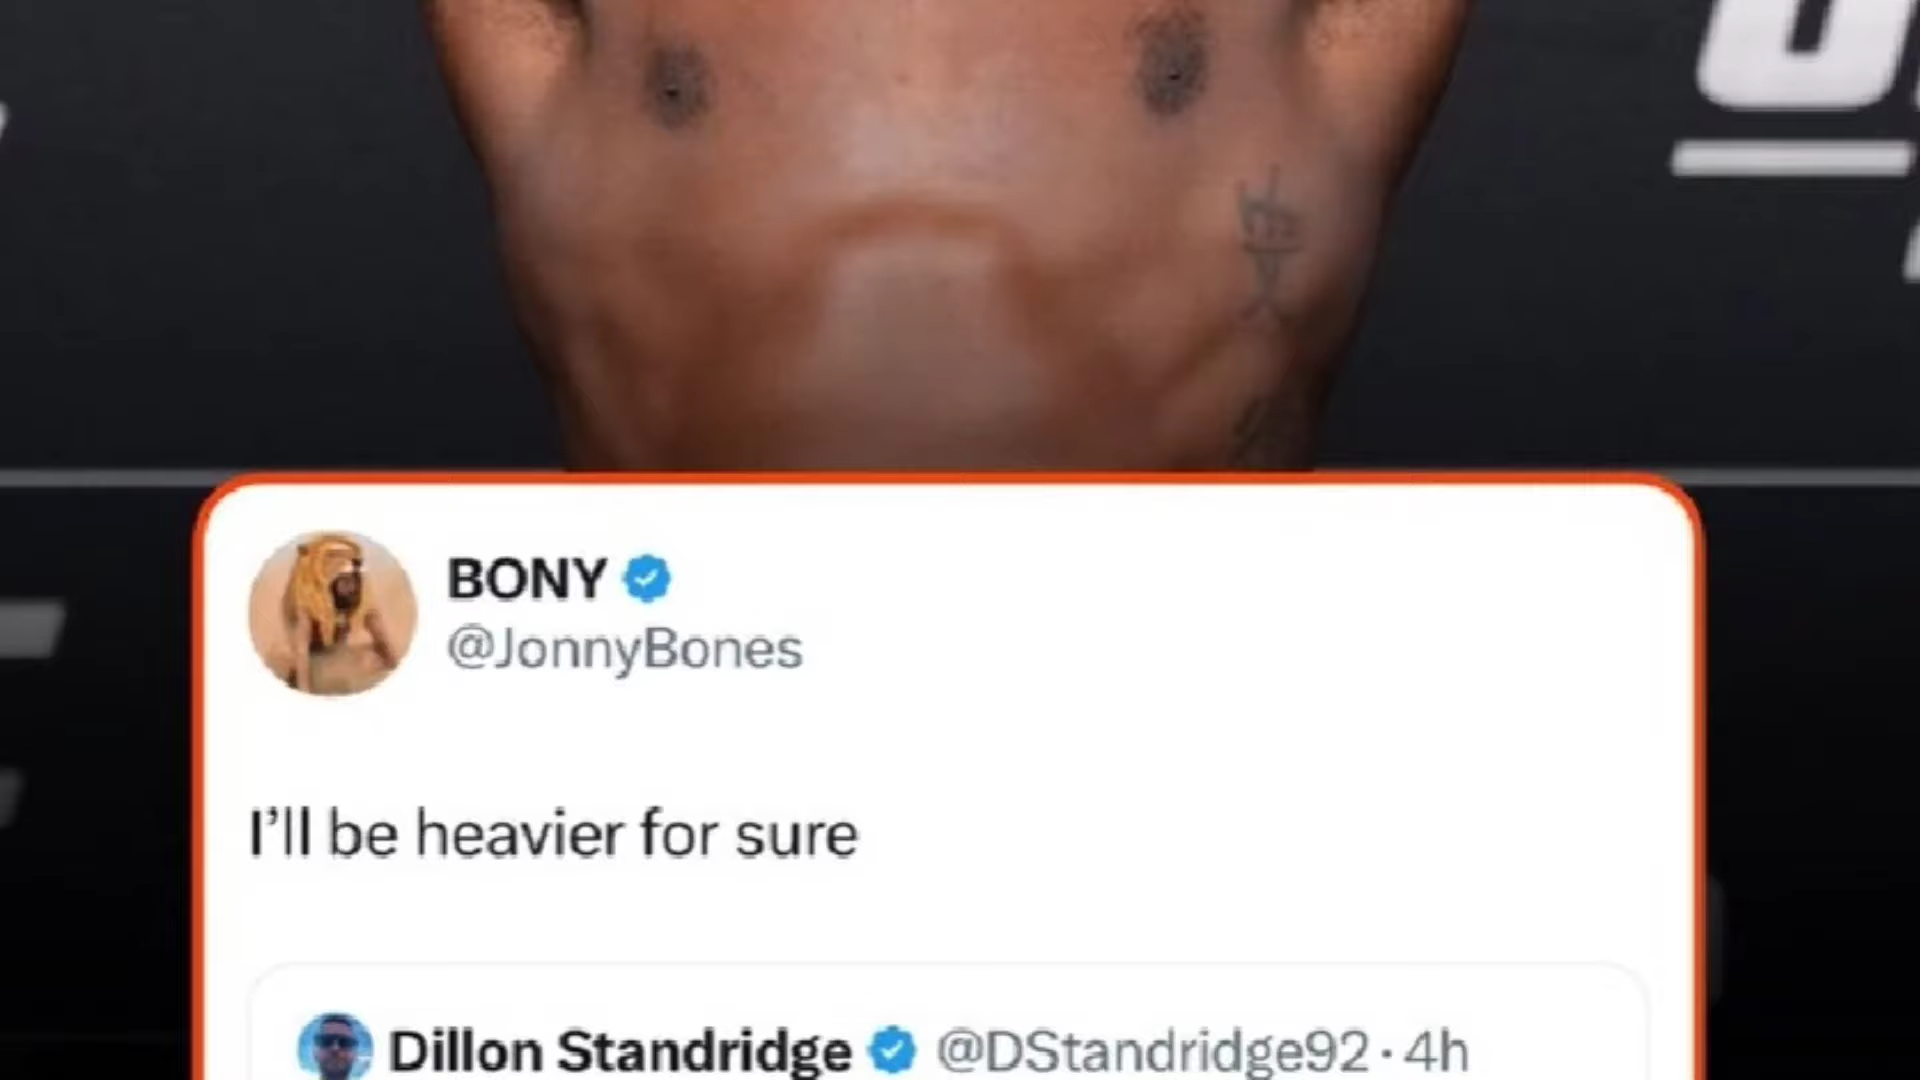 BONY
@JonnyBones
I’ll be heavier for sure
Dillon Standridge @DStandridge92 · 4h